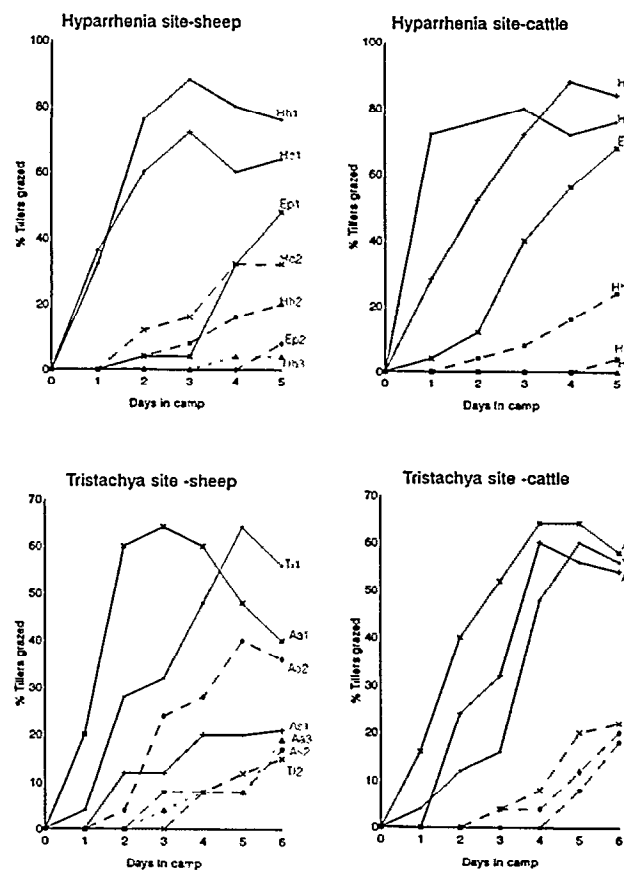 Hyparrhenia site-sheep
100
80
60
40
20
0
% Tillers grazed
Hh1
Hc1
Ep1
Hc2
Hh2
Ep2
0 1 2 3 4 5
Days in camp
Hyparrhenia site-cattle
100
80
60
40
20
0
% Tillers grazed
0 1 2 3 4 5
Days in camp
Tristachya site -sheep
70
60
50
40
30
20
10
0
% Tillers grazed
Aa1
As1
Aa3
As2
0 1 2 3 4 5 6
Days in camp
Tristachya site -cattle
70
60
50
40
30
20
10
0
% Tillers grazed
0 1 2 3 4 5 6
Days in camp